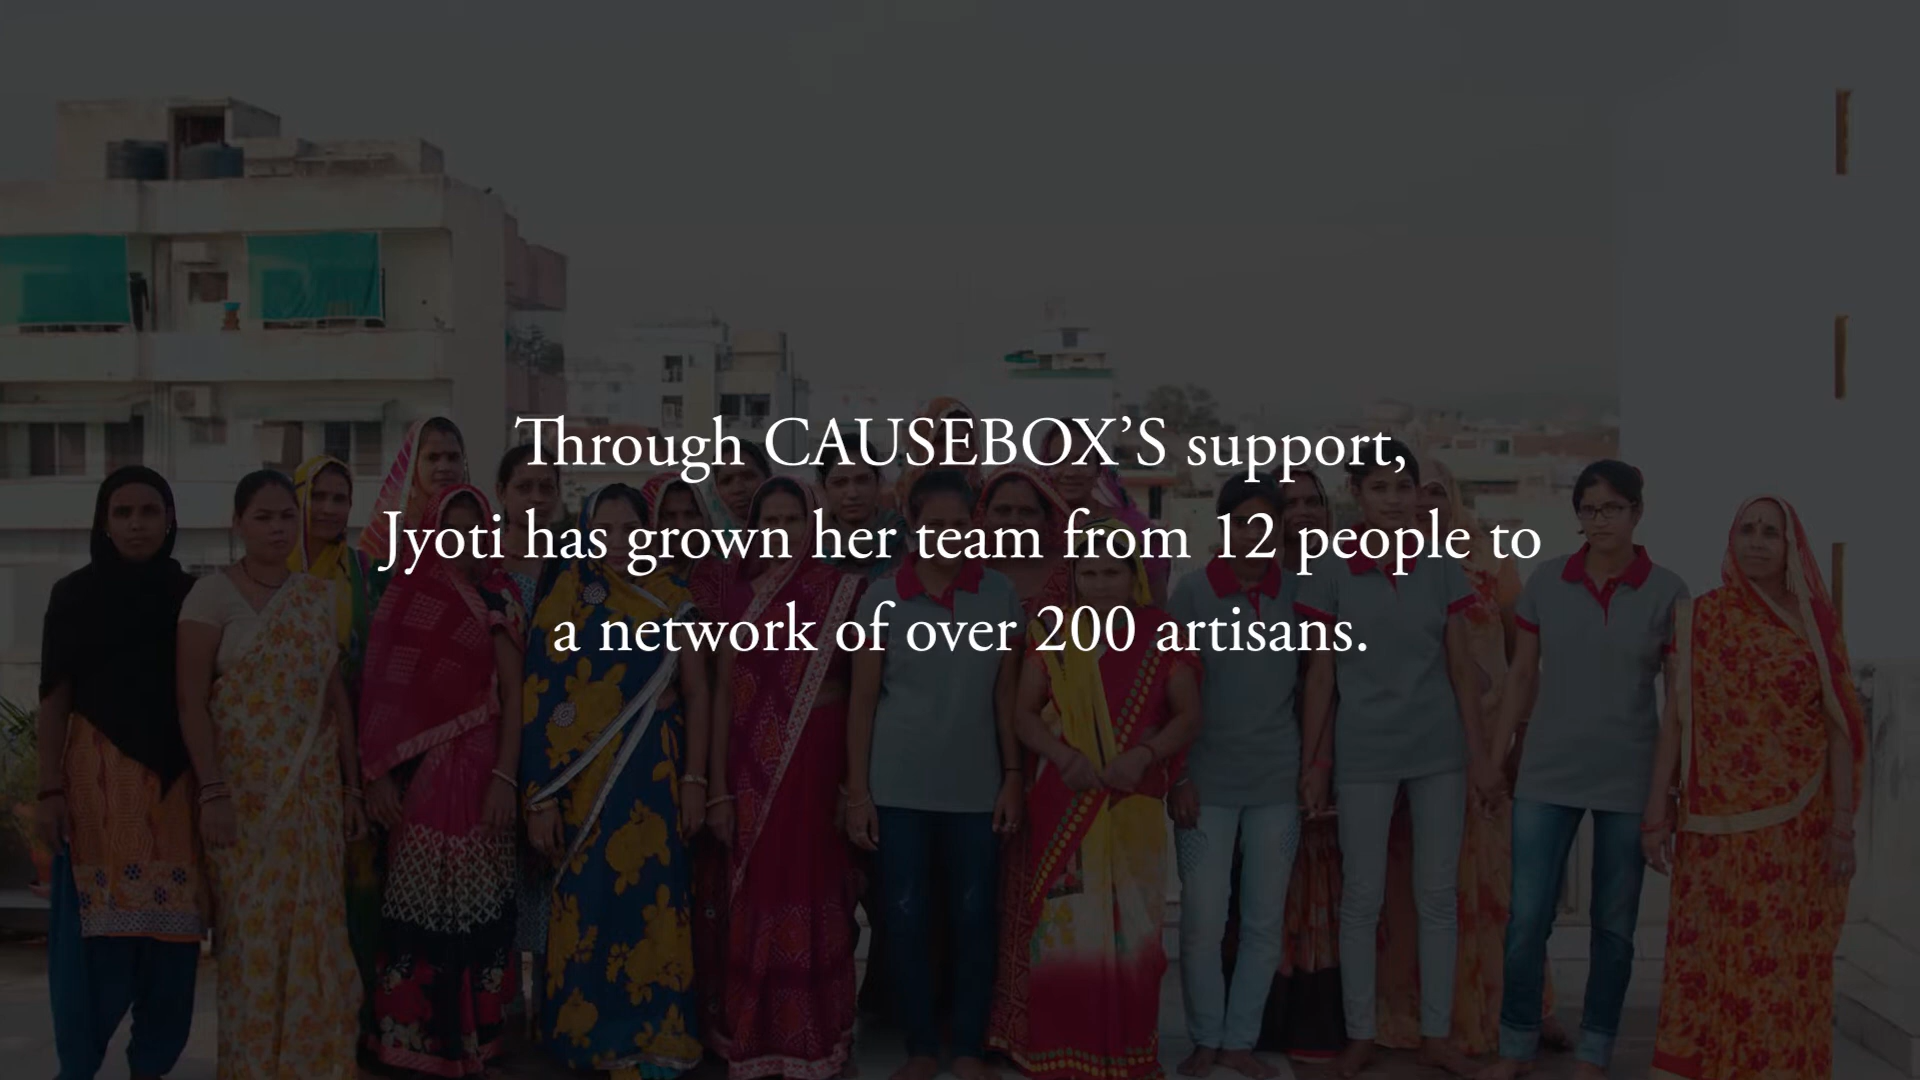 Through CAUSEBOX’S support,
Jyoti has grown her team from 12 people to
a network of over 200 artisans.